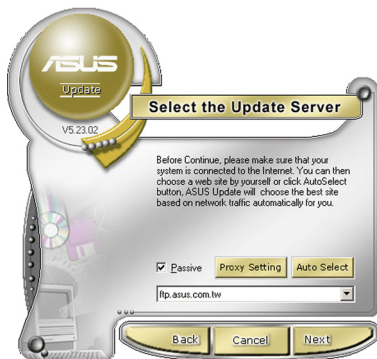 ASUS
Update
V5.23.02
Select the Update Server
Before Continue, please make sure that your
system is connected to the Internet. You can then
choose a web site by yourself or click AutoSelect
button, ASUS Update will choose the best site
based on network traffic automatically for you.
Passive
Proxy Setting
Auto Select
ftp.asus.com.tw
Back
Cancel
Next